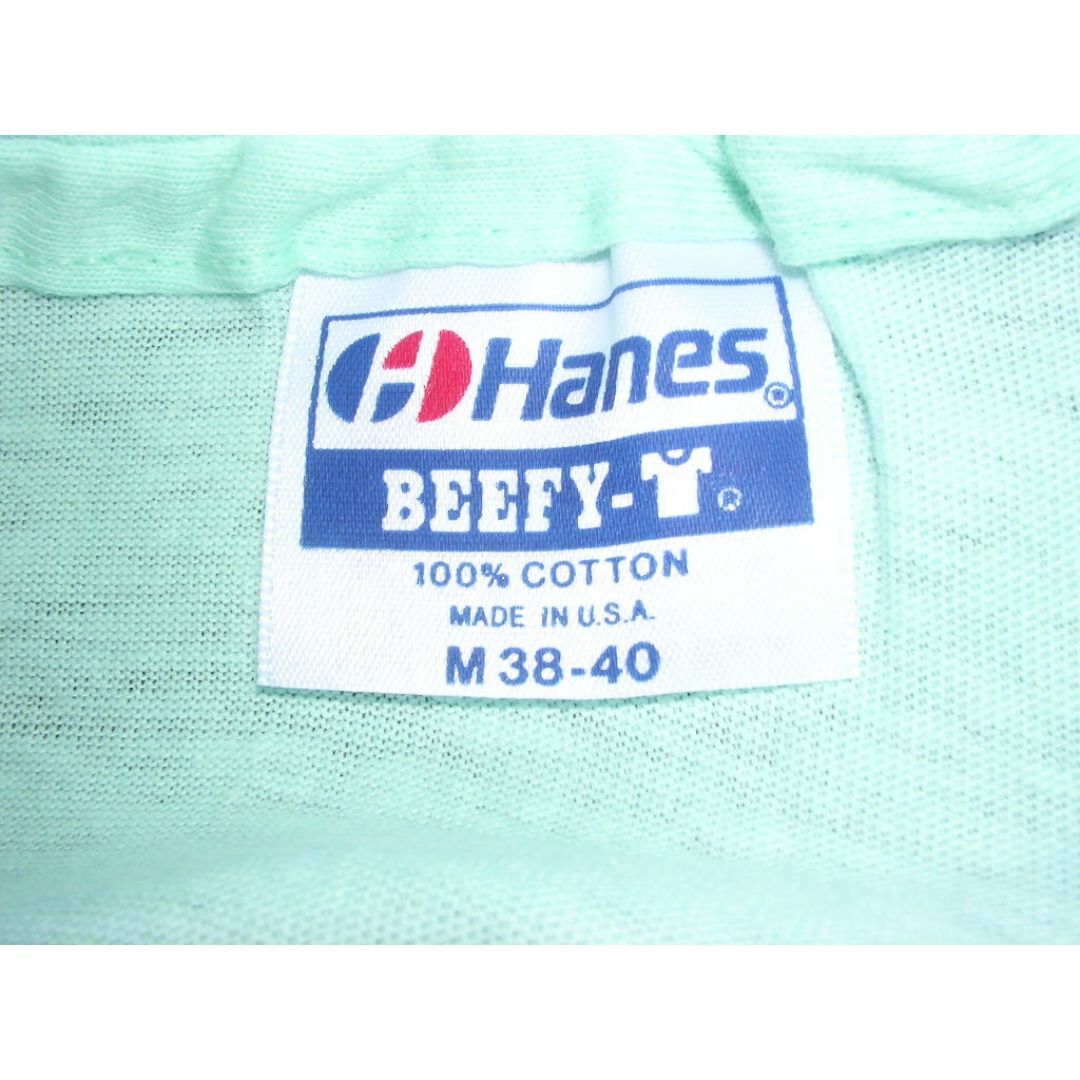 Hanes®
BEEFY-T®
100% COTTON
MADE IN U.S.A.
M 38-40